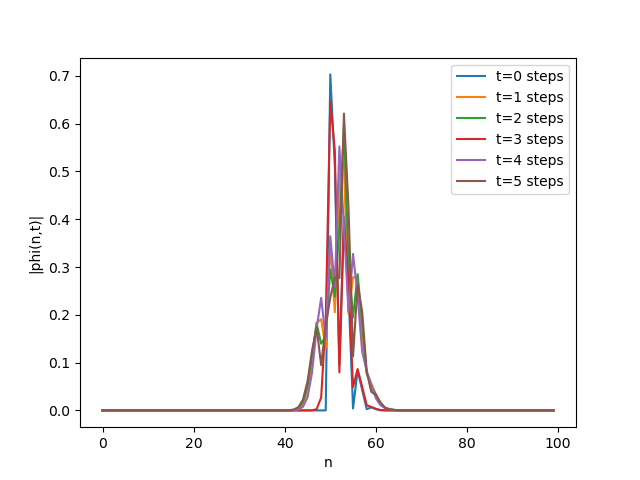 0.7
0.6
0.5
0.4
0.3
0.2
0.1
0.0
|phi(n,t)|
t=0 steps
t=1 steps
t=2 steps
t=3 steps
t=4 steps
t=5 steps
0 20 40 60 80 100
n